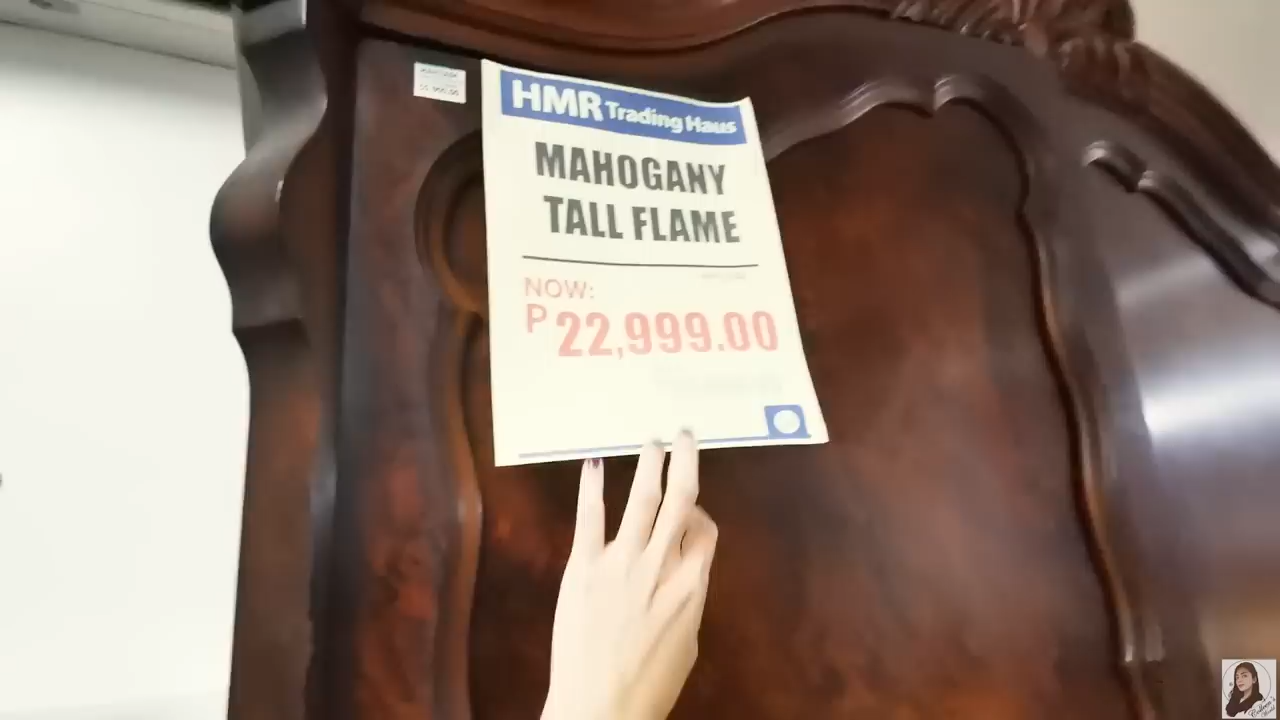 HMR Trading Haus
MAHOGANY
TALL FLAME
NOW:
P 22,999.00